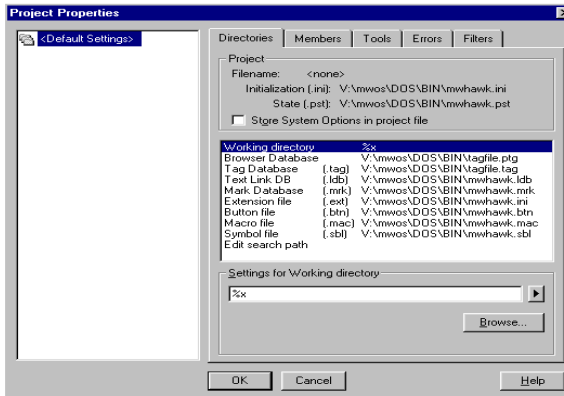 Project Properties
<Default Settings>
Directories Members Tools Errors Filters
Project
Filename: <none>
Initialization (.ini): V:\mwos\DOS\BIN\mwhawk.ini
State (.pst): V:\mwos\DOS\BIN\mwhawk.pst
Store System Options in project file
Working directory %x
Browser Database V:\mwos\DOS\BIN\tagfile.ptg
Tag Database (.tag) V:\mwos\DOS\BIN\tagfile.tag
Text Link DB (.ldb) V:\mwos\DOS\BIN\mwhawk.ldb
Mark Database (.mrk) V:\mwos\DOS\BIN\mwhawk.mrk
Extension file (.ext) V:\mwos\DOS\BIN\mwhawk.ini
Button file (.btn) V:\mwos\DOS\BIN\mwhawk.btn
Macro file (.mac) V:\mwos\DOS\BIN\mwhawk.mac
Symbol file (.sbl) V:\mwos\DOS\BIN\mwhawk.sbl
Edit search path
Settings for Working directory
%x
Browse...
OK Cancel Help